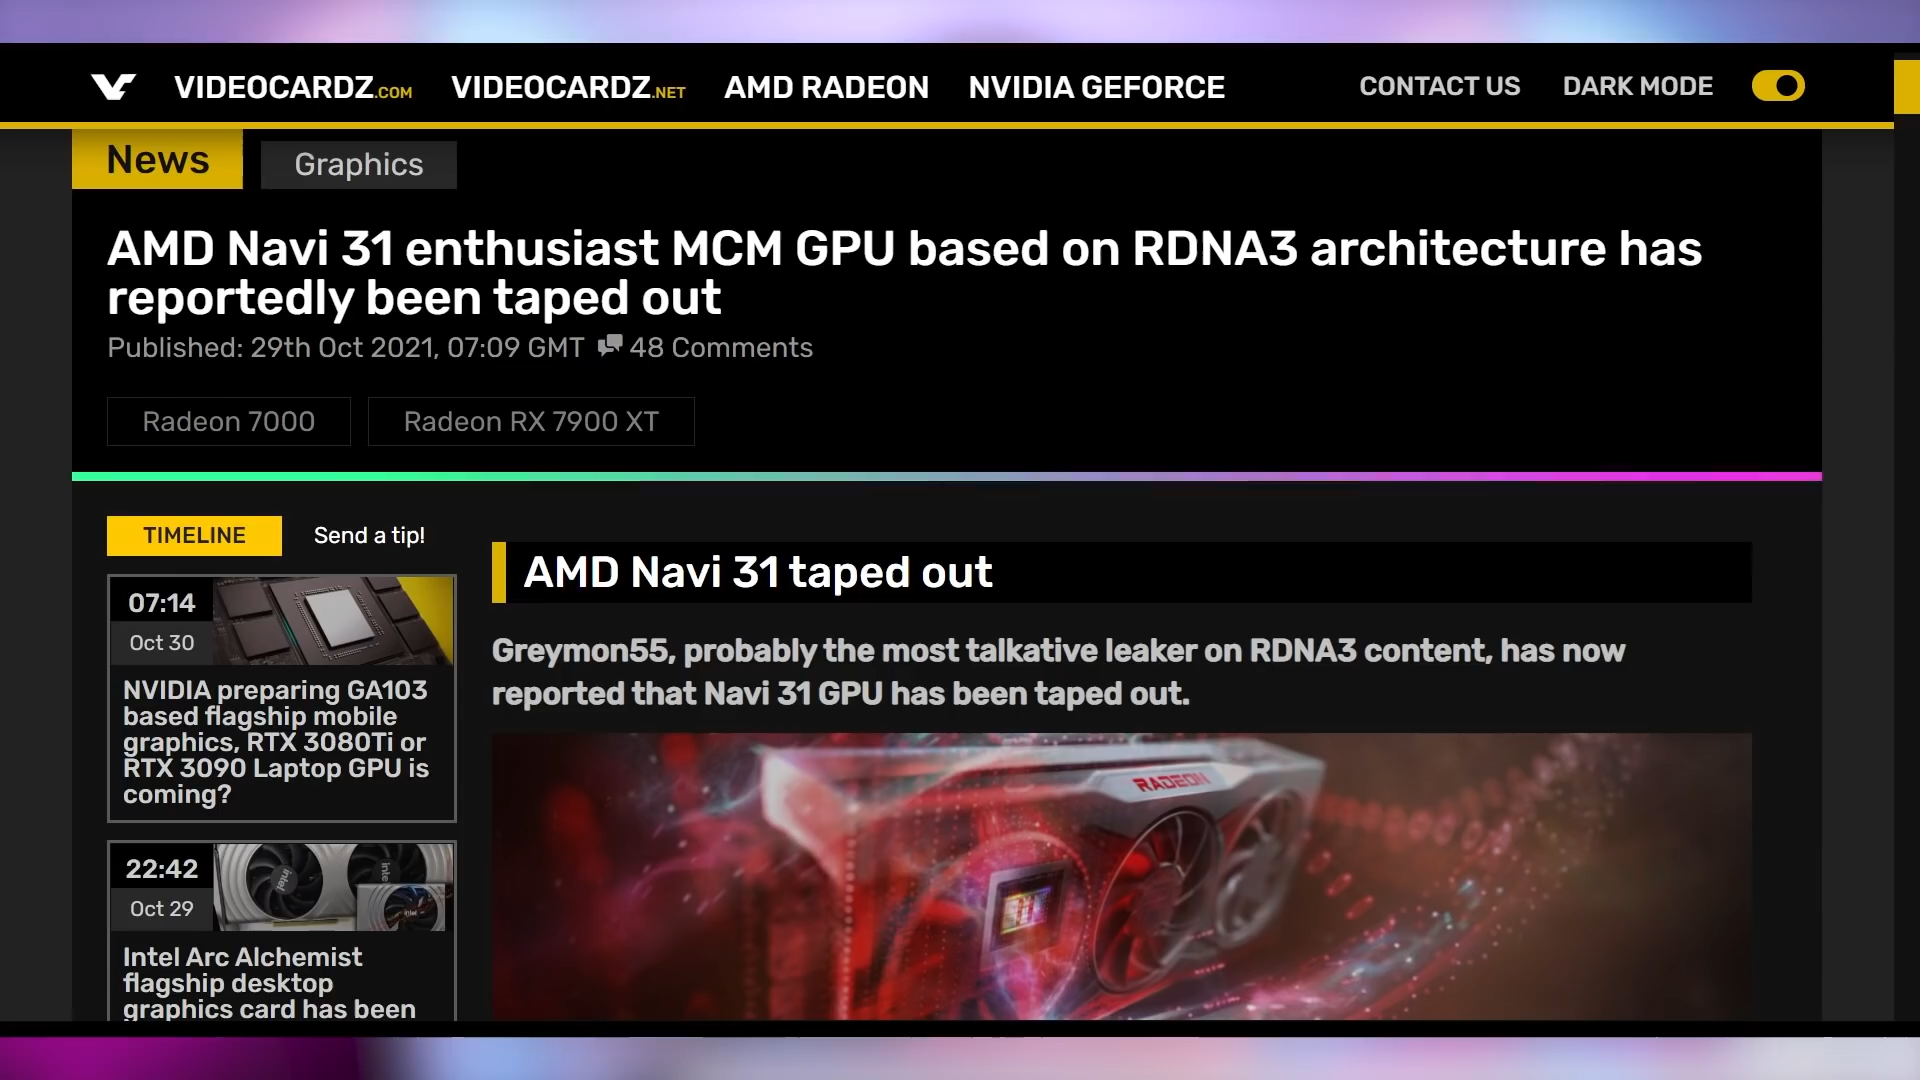 VIDEOCARDZ.COM VIDEOCARDZ.NET AMD RADEON NVIDIA GEFORCE CONTACT US DARK MODE
News Graphics
AMD Navi 31 enthusiast MCM GPU based on RDNA3 architecture has
reportedly been taped out
Published: 29th Oct 2021, 07:09 GMT 48 Comments
Radeon 7000 Radeon RX 7900 XT
TIMELINE Send a tip!
07:14
Oct 30
NVIDIA preparing GA103
based flagship mobile
graphics, RTX 3080Ti or
RTX 3090 Laptop GPU is
coming?
22:42
Oct 29
intel
inte
intel
Intel Arc Alchemist
flagship desktop
graphics card has been
AMD Navi 31 taped out
Greymon55, probably the most talkative leaker on RDNA3 content, has now
reported that Navi 31 GPU has been taped out.
RADEON